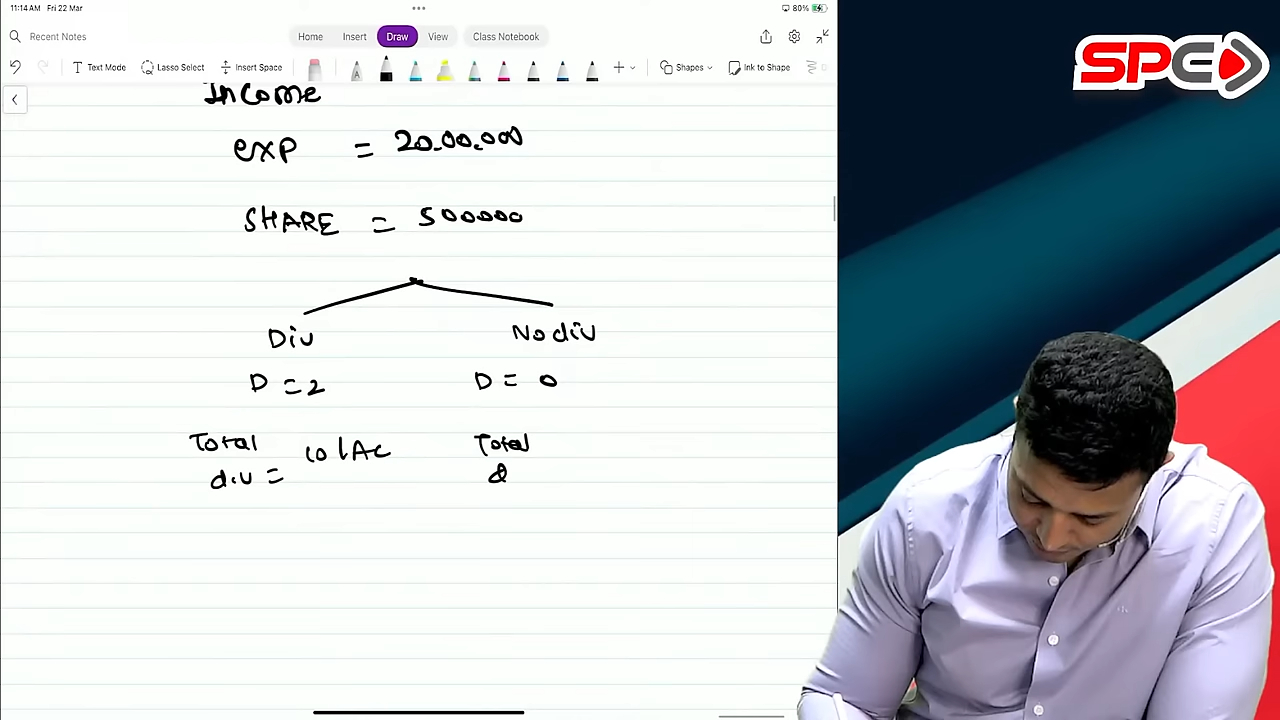 11:14 AM Fri 22 Mar
80%
Recent Notes
Home Insert Draw View Class Notebook
Text Mode Lasso Select Insert Space Shapes Ink to Shape
SPC
Income
exp = 20,00,000
SHARE = 500000
Div No div
D = 2 D = 0
Total 10 lAc Total
div = d